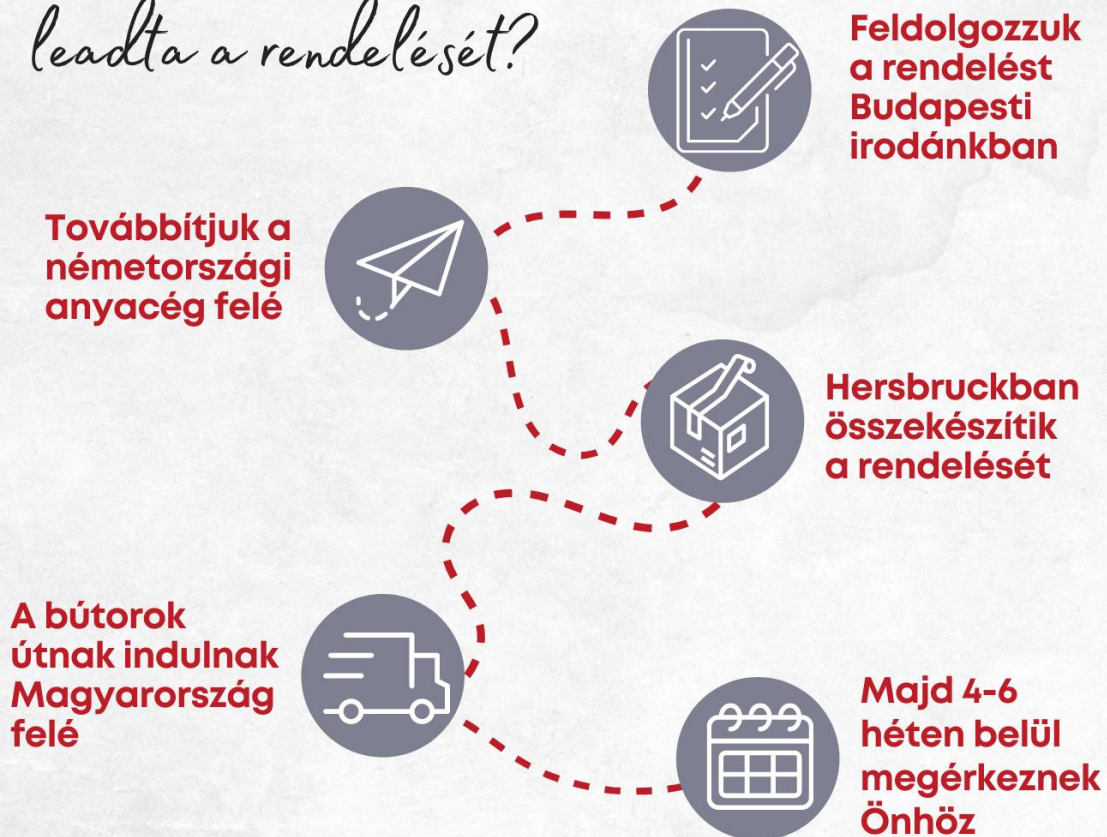 leadta a rendelését?
Feldolgozzuk
a rendelést
Budapesti
irodánkban
Továbbítjuk a
németországi
anyacég felé
Hersbruckban
összekészítik
a rendelését
A bútorok
útnak indulnak
Magyarország
felé
Majd 4-6
héten belül
megérkeznek
Önhöz